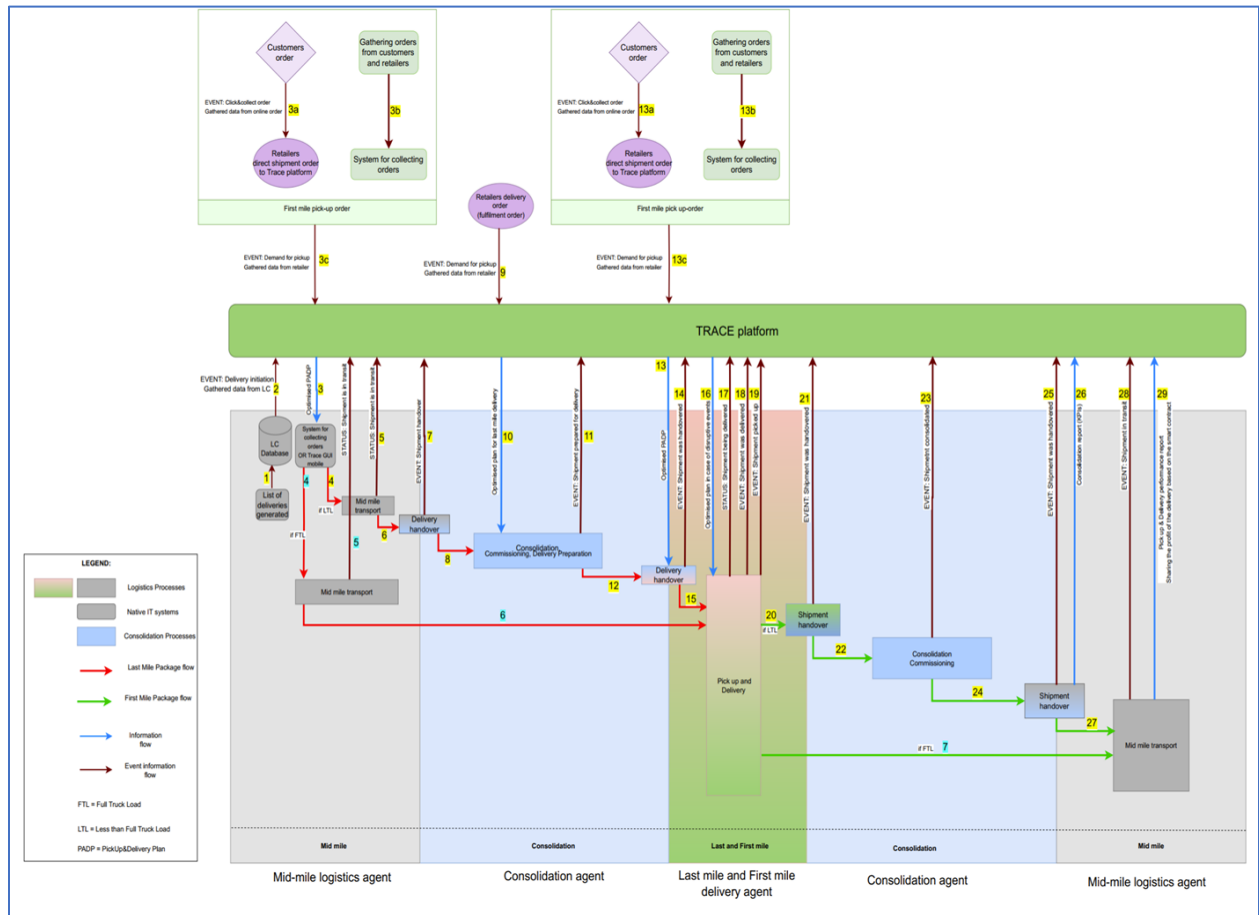 Customers
order
Gathering orders
from customers
and retailers
EVENT: Click&collect order
Gathered data from online order
3a
3b
Retailers
direct shipment order
to Trace platform
System for collecting
orders
First mile pick-up order
Customers
order
Gathering orders
from customers
and retailers
EVENT: Click&collect order
Gathered data from online order
13a
13b
Retailers
direct shipment order
to Trace platform
System for collecting
orders
First mile pick up-order
Retailers delivery
order
(fulfilment order)
EVENT: Demand for pickup
Gathered data from retailer
3c
EVENT: Demand for pickup
Gathered data from retailer
9
EVENT: Demand for pickup
Gathered data from retailer
13c
TRACE platform
EVENT: Delivery initiation
Gathered data from LC
2
Optimised PADP
3
STATUS: Shipment is in transit
5
STATUS: Shipment is in transit
5
EVENT: Shipment handover
7
Optimised plan for last mile delivery
10
EVENT: Shipment prepared for delivery
11
Optimised PADP
13
EVENT: Shipment was handovered
14
Optimised plan in case of disruptive events
16
STATUS: Shipment being delivered
17
EVENT: Shipment was delivered
18
EVENT: Shipment picked up
19
EVENT: Shipment was handovered
21
EVENT: Shipmetnt consolidated
23
EVENT: Shipment was handovered
25
Consolidation report (KPIs)
26
EVENT: Shipment in transit
28
Pick up & Delivery performance report
Sharing the profit of the delivery based on the smart contract
29
LC
Database
1
List of
deliveries
generated
System for
collecting
orders
OR Trace GUI
mobile
4
4
if LTL
if FTL
Mid mile
transport
6
Delivery
handover
8
Consolidation
Commissioning, Delivery Preparation
12
Delivery
handover
15
Mid mile transport
6
Pick up and
Delivery
20
if LTL
Shipment
handover
22
Consolidation
Commissioning
24
Shipment
handover
27
Mid mile transport
if FTL
7
LEGEND:
Logistics Processes
Native IT systems
Consolidation Processes
Last Mile Package flow
First Mile Package flow
Information
flow
Event information
flow
FTL = Full Truck Load
LTL = Less than Full Truck Load
PADP = PickUp&Delivery Plan
Mid mile
Consolidation
Last and First mile
Consolidation
Mid mile
Mid-mile logistics agent
Consolidation agent
Last mile and First mile
delivery agent
Consolidation agent
Mid-mile logistics agent